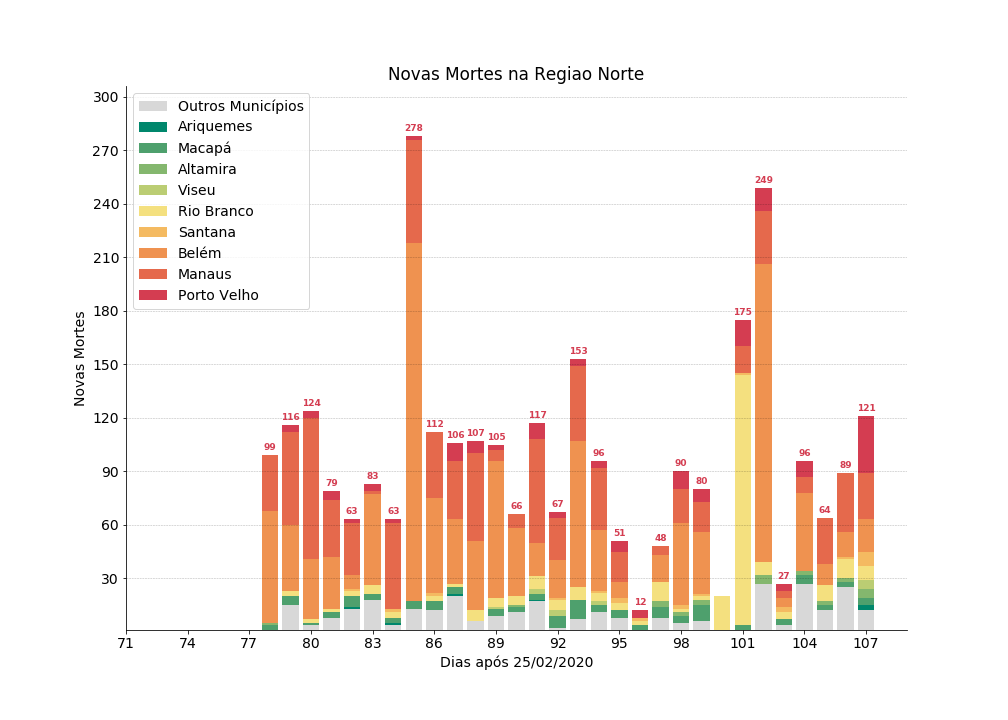 Novas Mortes na Regiao Norte
Novas Mortes
300
270
240
210
180
150
120
90
60
30
Outros Municípios
Ariquemes
Macapá
Altamira
Viseu
Rio Branco
Santana
Belém
Manaus
Porto Velho
99
116
124
79
63
83
63
278
112
106
107
105
66
117
67
153
96
51
12
48
90
80
175
249
27
96
64
89
121
71 74 77 80 83 86 89 92 95 98 101 104 107
Dias após 25/02/2020